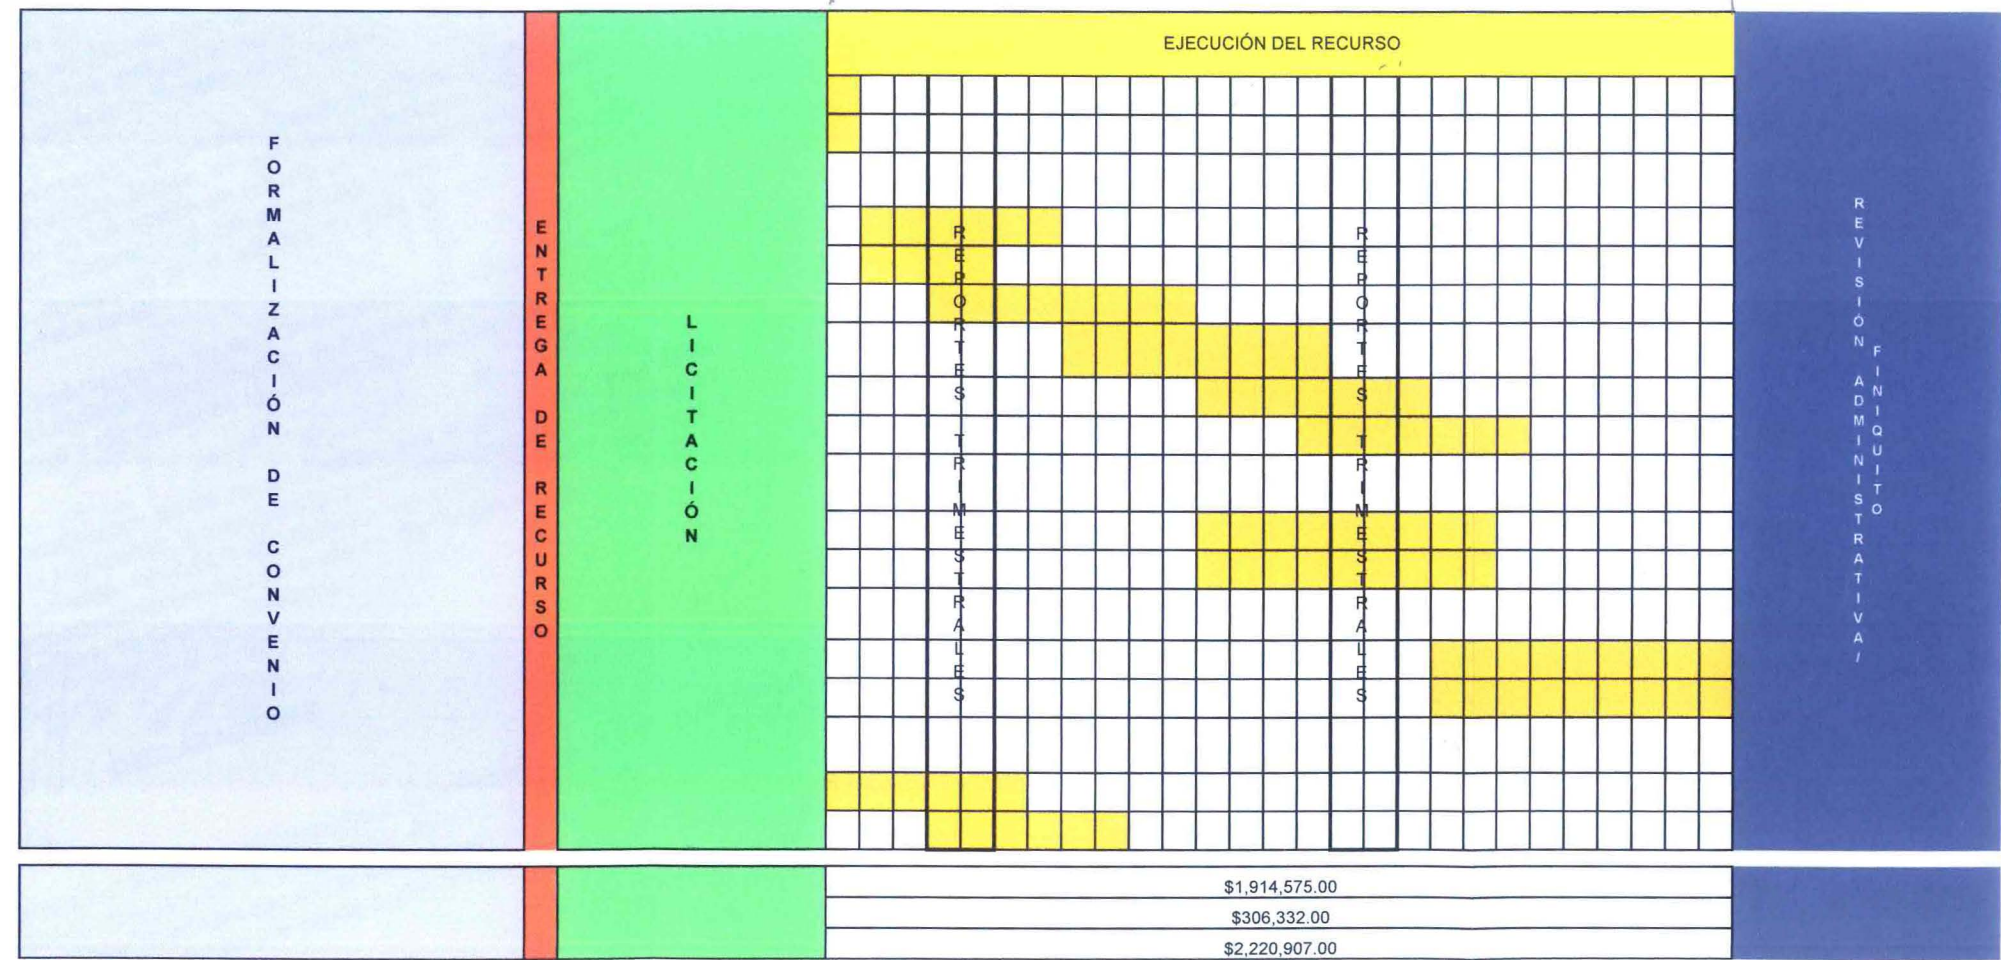 EJECUCIÓN DEL RECURSO
FORMALIZACIÓN DE CONVENIO
ENTREGA DE RECURSO
LICITACIÓN
REPORTES TRIMESTRALES
REPORTES TRIMESTRALES
REVISIÓN ADMINISTRATIVA/
FINIQUITO
$1,914,575.00
$306,332.00
$2,220,907.00